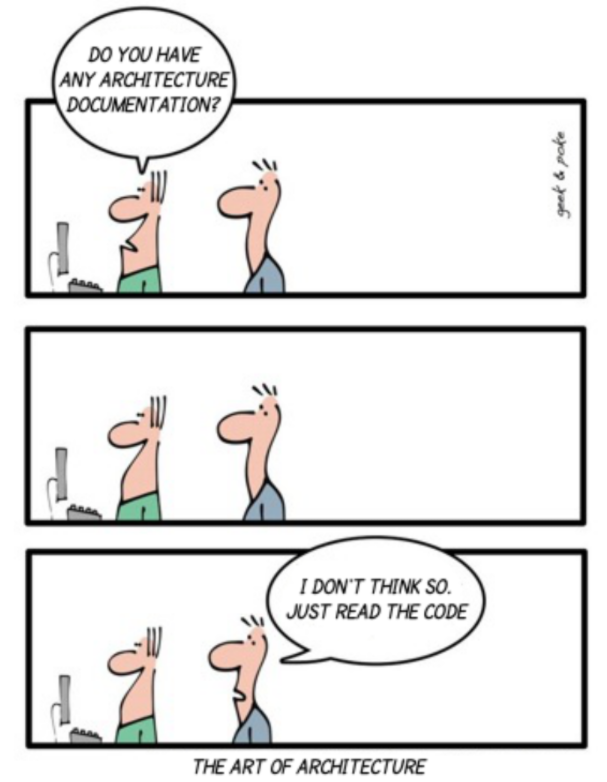 DO YOU HAVE
ANY ARCHITECTURE
DOCUMENTATION?
geek & poke
I DON'T THINK SO.
JUST READ THE CODE
THE ART OF ARCHITECTURE